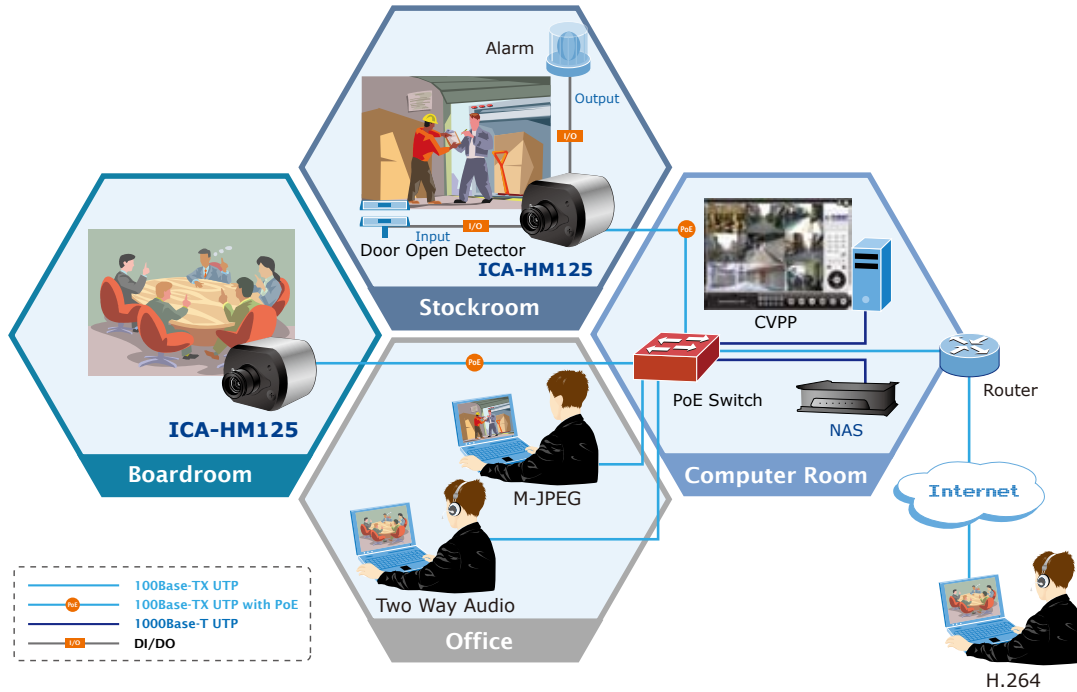 Alarm
Output
I/O
I/O
Input
Door Open Detector
ICA-HM125
Stockroom
PoE
CVPP
PoE Switch
NAS
Router
Computer Room
ICA-HM125
Boardroom
PoE
M-JPEG
Two Way Audio
Office
Internet
H.264
100Base-TX UTP
PoE
100Base-TX UTP with PoE
1000Base-T UTP
I/O
DI/DO